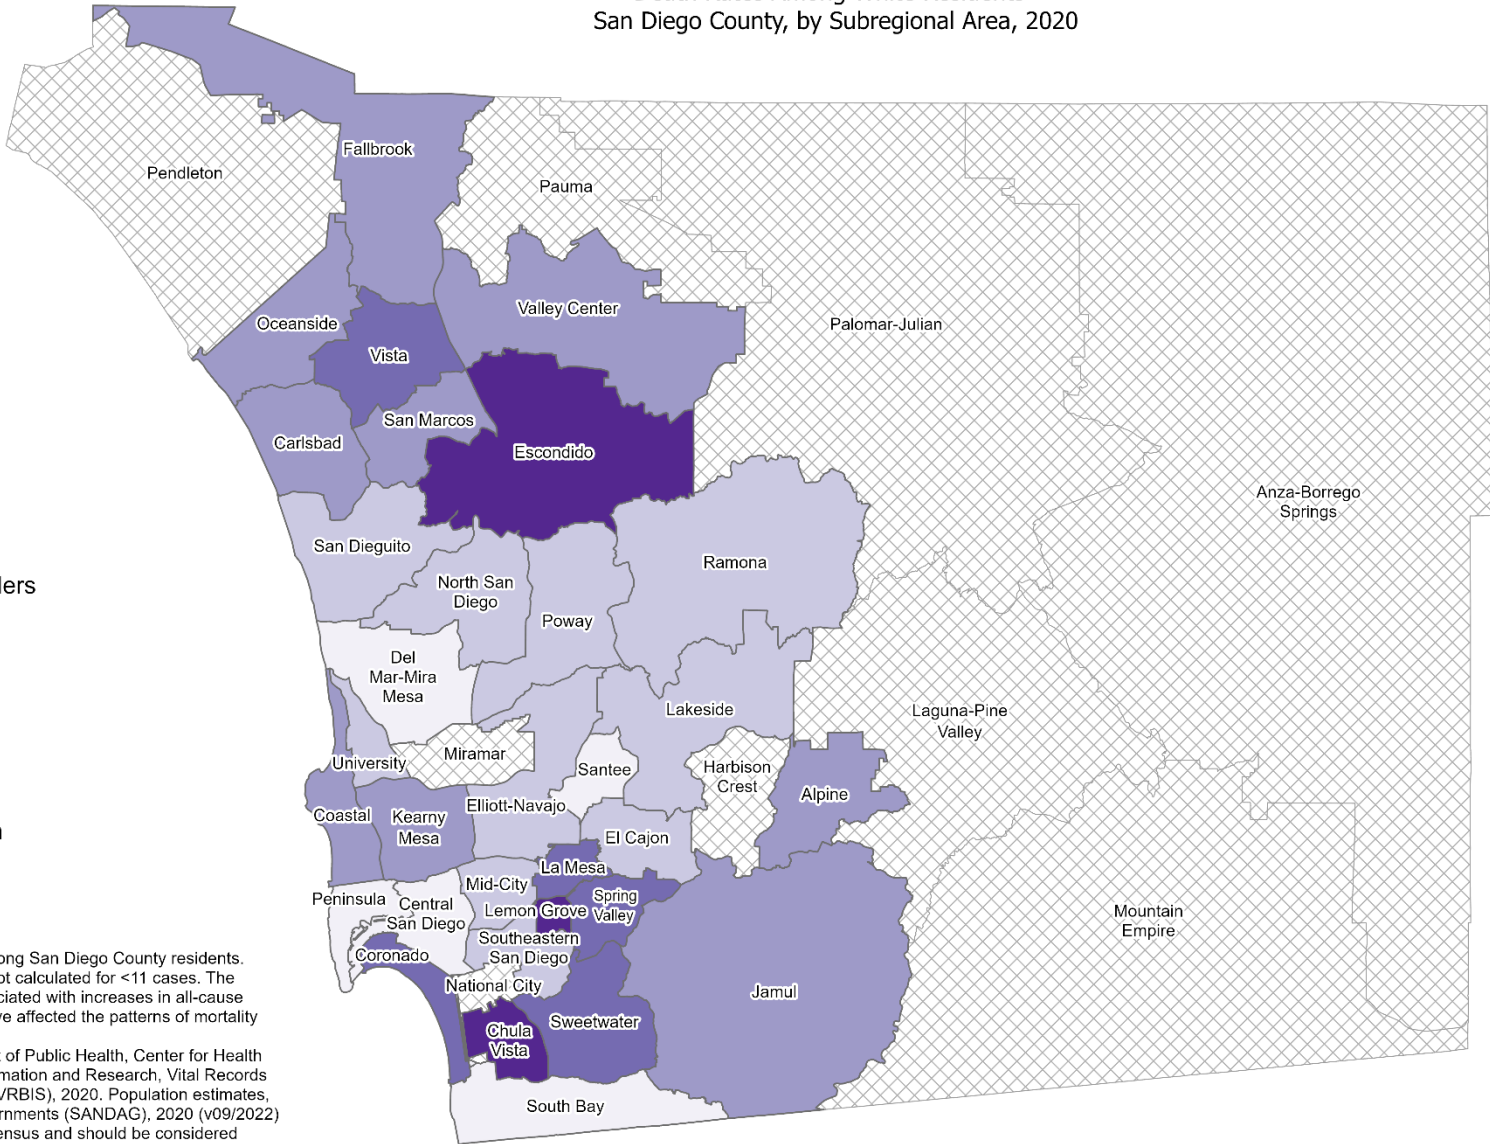 San Diego County, by Subregional Area, 2020
Fallbrook
Pendleton
Pauma
Valley Center
Oceanside
Palomar-Julian
Vista
San Marcos
Carlsbad
Escondido
Anza-Borrego
Springs
San Dieguito
Ramona
North San
Diego
Poway
Del
Mar-Mira
Mesa
Lakeside
Laguna-Pine
Valley
Miramar
University
Santee
Harbison
Crest
Alpine
Elliott-Navajo
Coastal
Kearny
Mesa
El Cajon
La Mesa
Mid-City
Spring
Valley
Peninsula
Central
San Diego
Lemon Grove
Mountain
Empire
Southeastern
San Diego
Coronado
National City
Jamul
Sweetwater
Chula
Vista
South Bay
ong San Diego County residents.
ot calculated for <11 cases. The
ciated with increases in all-cause
ve affected the patterns of mortality
t of Public Health, Center for Health
mation and Research, Vital Records
VRBIS), 2020. Population estimates,
rnments (SANDAG), 2020 (v09/2022)
ensus and should be considered